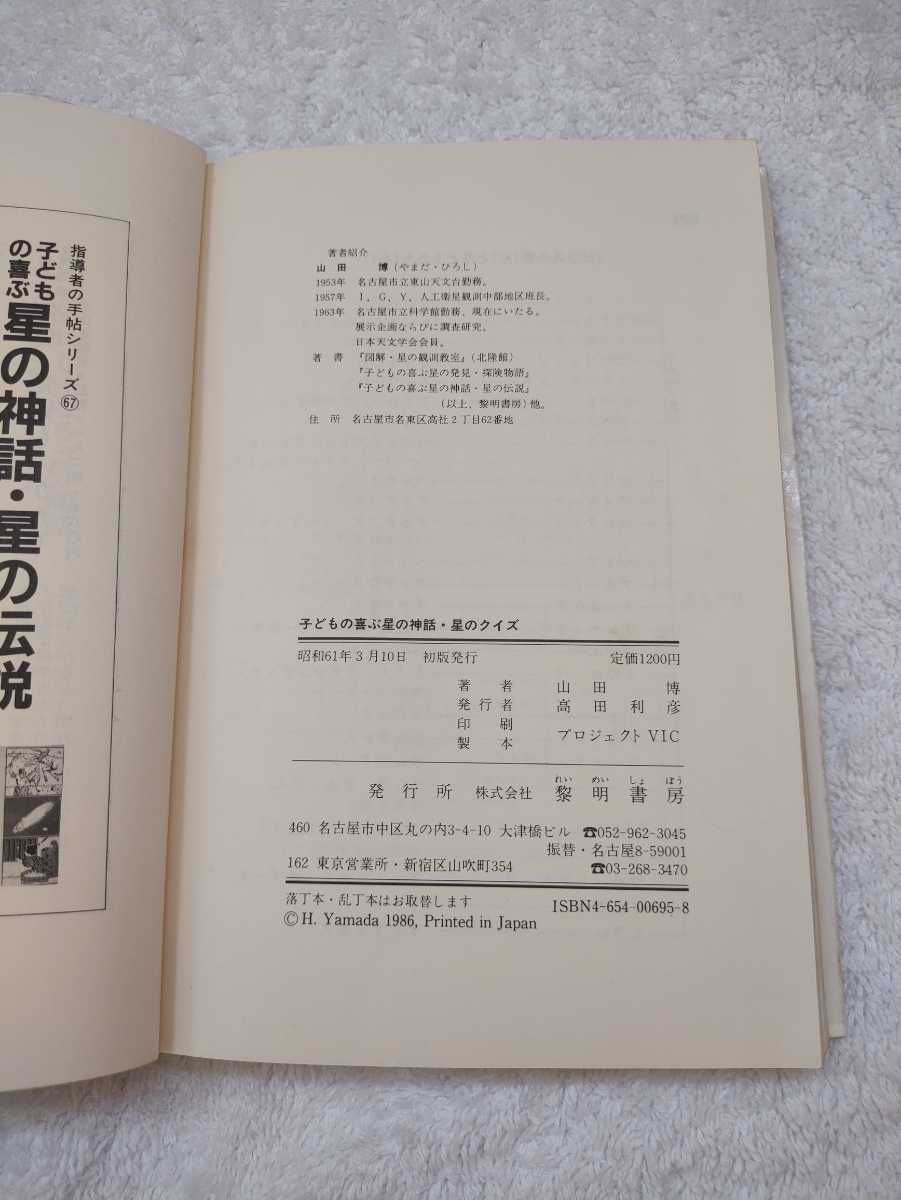 指導者の手帖シリーズ67
子ども
の喜ぶ
星の神話・星の伝説
著者紹介
山田 博(やまだ・ひろし)
1953年 名古屋市立東山天文台勤務。
1957年 I、G、Y、人工衛星観測中部地区班長。
1963年 名古屋市立科学館勤務、現在にいたる。
展示企画ならびに調査研究。
日本天文学会会員。
著書 『図解・星の観測教室』(北隆館)
『子どもの喜ぶ星の発見・探険物語』
『子どもの喜ぶ星の神話・星の伝説』
(以上、黎明書房)他。
住所 名古屋市名東区高社2丁目62番地
子どもの喜ぶ星の神話・星のクイズ
昭和61年3月10日 初版発行 定価1200円
著者 山田 博
発行者 高田利彦
印刷
製本 プロジェクトVIC
れい めい しょ ぼう
発行所 株式会社 黎明書房
460 名古屋市中区丸の内3-4-10 大津橋ビル ☎052-962-3045
振替・名古屋8-59001
162 東京営業所・新宿区山吹町354 ☎03-268-3470
落丁本・乱丁本はお取替します ISBN4-654-00695-8
©H. Yamada 1986, Printed in Japan